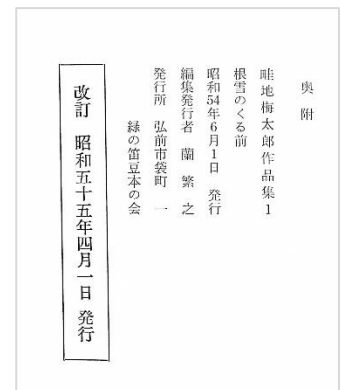 奥附
畦地梅太郎作品集1
根雪のくる前
昭和54年6月1日 発行
編集発行者 蘭繁之
発行所 弘前市袋町一
緑の笛豆本の会
改訂 昭和五十五年四月一日 発行